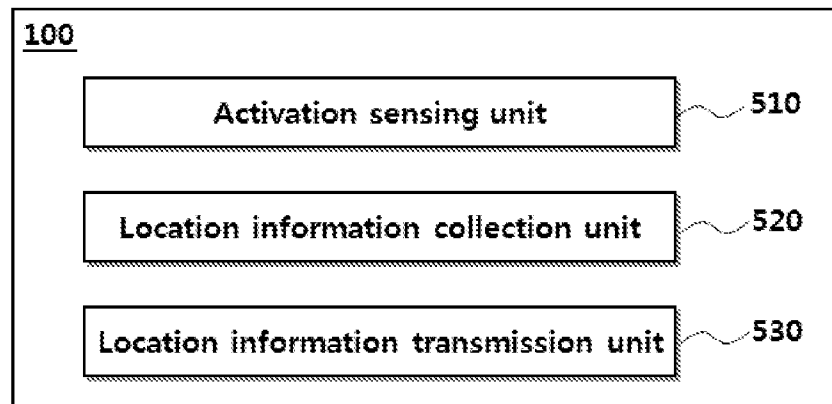 100
Activation sensing unit
510
Location information collection unit
520
Location information transmission unit
530